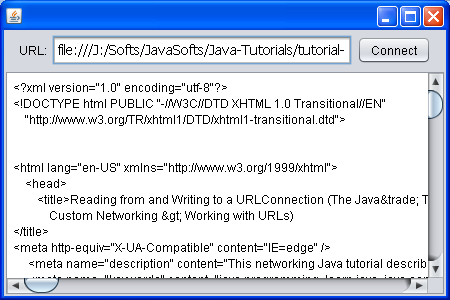 URL: file:///J:/Softs/JavaSofts/Java-Tutorials/tutorial- Connect
<?xml version="1.0" encoding="utf-8"?>
<!DOCTYPE html PUBLIC "-//W3C//DTD XHTML 1.0 Transitional//EN"
"http://www.w3.org/TR/xhtml1/DTD/xhtml1-transitional.dtd">
<html lang="en-US" xmlns="http://www.w3.org/1999/xhtml">
<head>
<title>Reading from and Writing to a URLConnection (The Java&trade; T
Custom Networking &gt; Working with URLs)
</title>
<meta http-equiv="X-UA-Compatible" content="IE=edge" />
<meta name="description" content="This networking Java tutorial describ